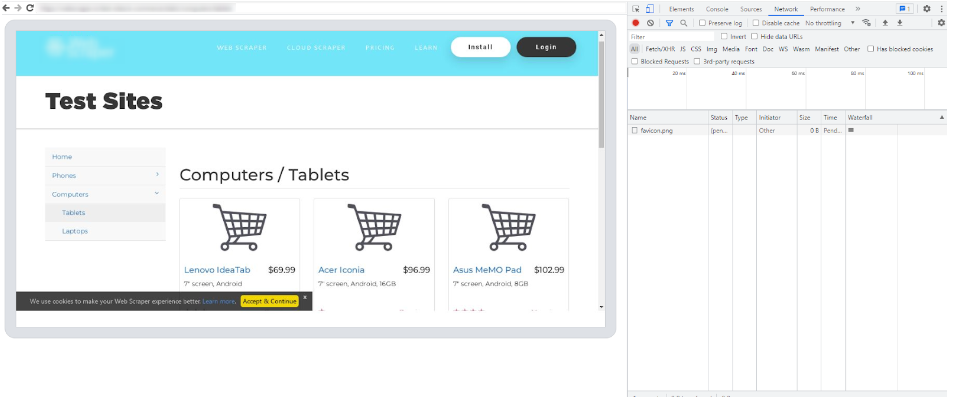 Elements Console Sources Network Performance » 1
Preserve log Disable cache No throttling
Filter Invert Hide data URLs
All Fetch/XHR JS CSS Img Media Font Doc WS Wasm Manifest Other Has blocked cookies
Blocked Requests 3rd-party requests
20 ms 40 ms 60 ms 80 ms 100 ms
Name Status Type Initiator Size Time Waterfall
favicon.png (pen... Other 0 B Pend...
WEB SCRAPER CLOUD SCRAPER PRICING LEARN Install Login
Test Sites
Home
Phones
Computers
Tablets
Laptops
Computers / Tablets
Lenovo IdeaTab $69.99
7" screen, Android
Acer Iconia $96.99
7" screen, Android, 16GB
Asus MeMO Pad $102.99
7" screen, Android, 8GB
We use cookies to make your Web Scraper experience better. Learn more. Accept & Continue x